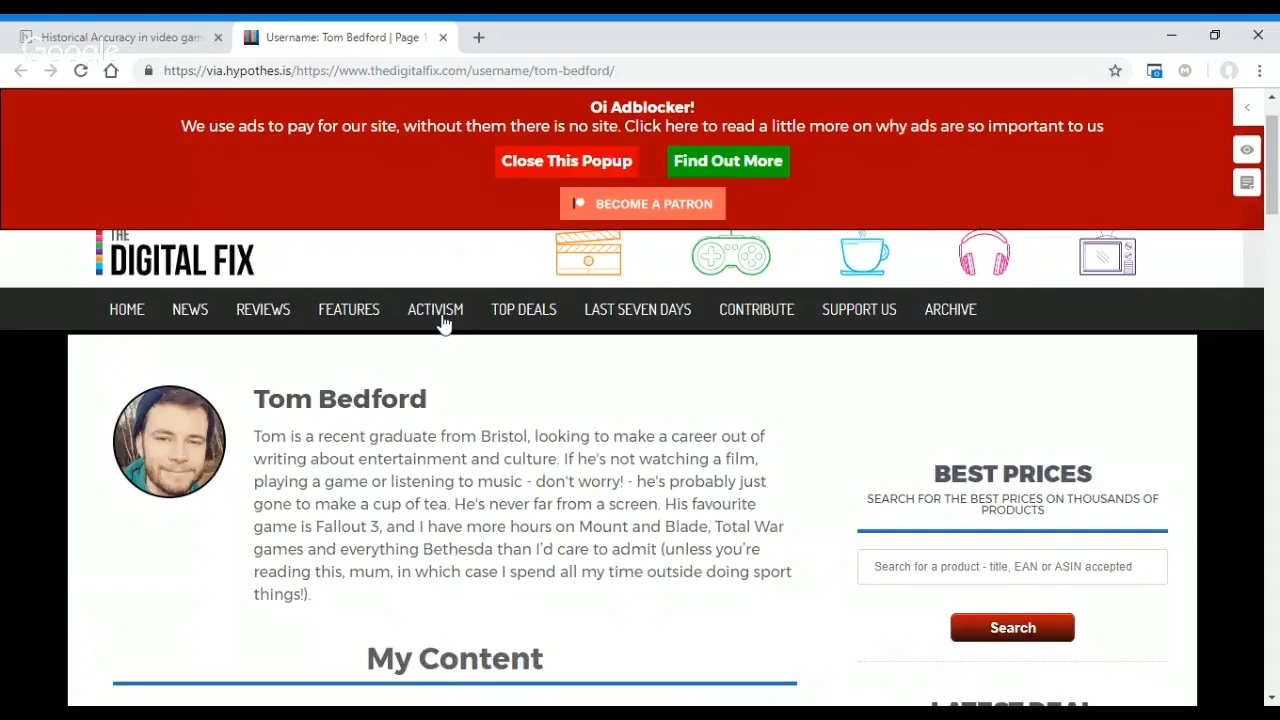 Historical Accuracy in video gam
Username: Tom Bedford | Page 1
Google
https://via.hypothes.is/https://www.thedigitalfix.com/username/tom-bedford/
Oi Adblocker!
We use ads to pay for our site, without them there is no site. Click here to read a little more on why ads are so important to us
Close This Popup
Find Out More
BECOME A PATRON
THE
DIGITAL FIX
HOME NEWS REVIEWS FEATURES ACTIVISM TOP DEALS LAST SEVEN DAYS CONTRIBUTE SUPPORT US ARCHIVE
Tom Bedford
Tom is a recent graduate from Bristol, looking to make a career out of
writing about entertainment and culture. If he's not watching a film,
playing a game or listening to music - don't worry! - he's probably just
gone to make a cup of tea. He's never far from a screen. His favourite
game is Fallout 3, and I have more hours on Mount and Blade, Total War
games and everything Bethesda than I'd care to admit (unless you're
reading this, mum, in which case I spend all my time outside doing sport
things!).
My Content
BEST PRICES
SEARCH FOR THE BEST PRICES ON THOUSANDS OF
PRODUCTS
Search for a product - title, EAN or ASIN accepted
Search
LATEST DEAL